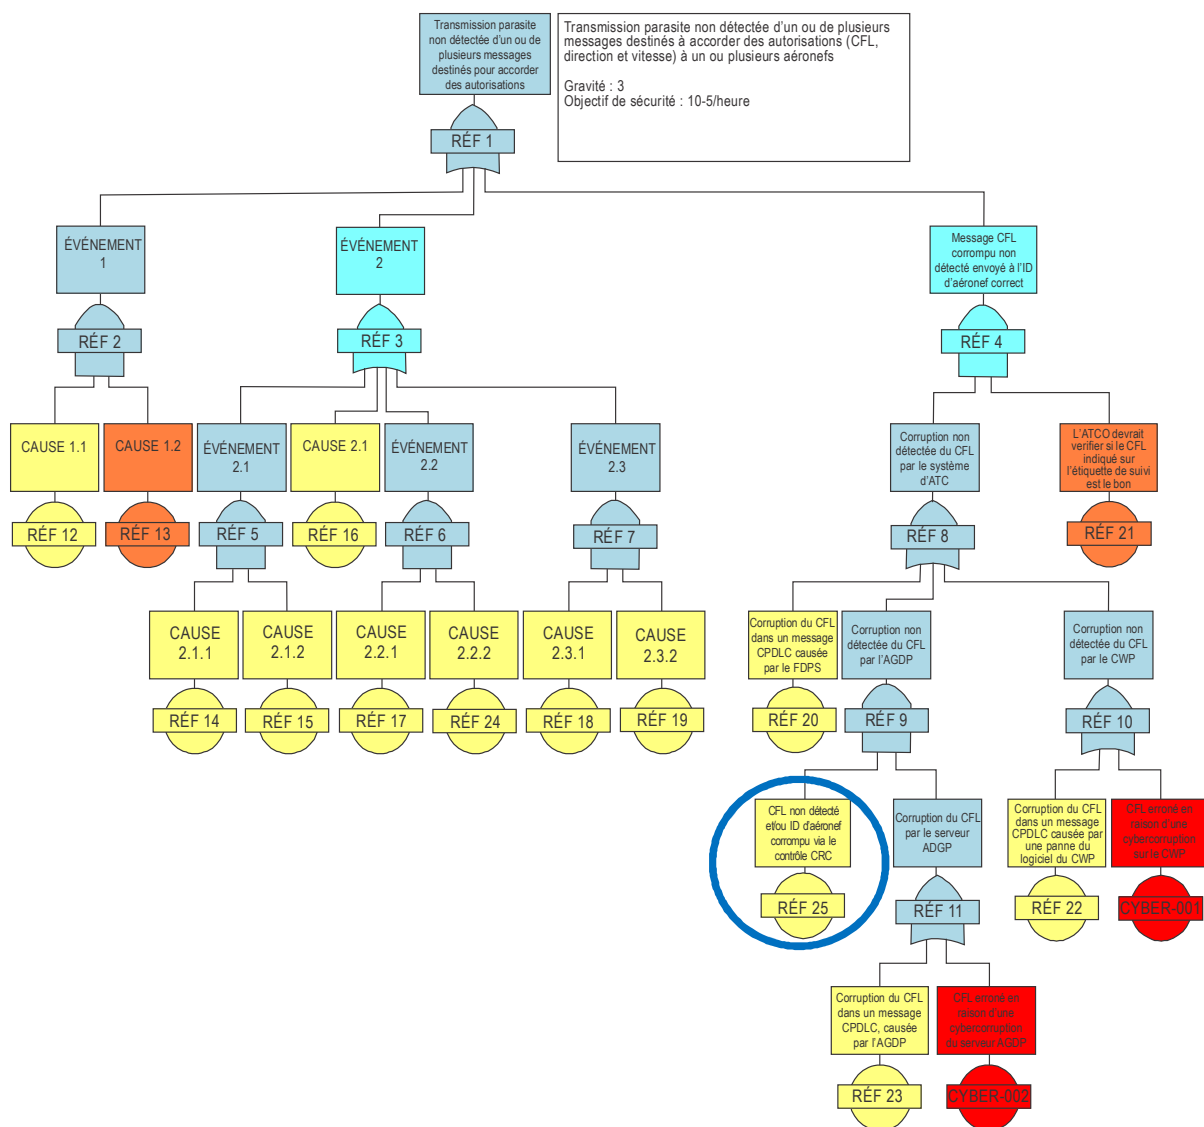 Transmission parasite
non détectée d'un ou de
plusieurs messages
destinés pour accorder
des autorisations
Transmission parasite non détectée d'un ou de plusieurs
messages destinés à accorder des autorisations (CFL,
direction et vitesse) à un ou plusieurs aéronefs
Gravité : 3
Objectif de sécurité : 10-5/heure
RÉF 1
ÉVÉNEMENT
1
ÉVÉNEMENT
2
Message CFL
corrompu non
détecté envoyé à l'ID
d'aéronef correct
RÉF 2
RÉF 3
RÉF 4
CAUSE 1.1
CAUSE 1.2
ÉVÉNEMENT
2.1
CAUSE 2.1
ÉVÉNEMENT
2.2
ÉVÉNEMENT
2.3
Corruption non
détectée du CFL
par le système
d'ATC
L'ATCO devrait
verifier si le CFL
indiqué sur
l'étiquette de suivi
est le bon
RÉF 12
RÉF 13
RÉF 5
RÉF 16
RÉF 6
RÉF 7
RÉF 8
RÉF 21
CAUSE
2.1.1
CAUSE
2.1.2
CAUSE
2.2.1
CAUSE
2.2.2
CAUSE
2.3.1
CAUSE
2.3.2
Corruption du CFL
dans un message
CPDLC causée
par le FDPS
Corruption non
détectée du CFL
par l'AGDP
Corruption non
détectée du CFL
par le CWP
RÉF 14
RÉF 15
RÉF 17
RÉF 24
RÉF 18
RÉF 19
RÉF 20
RÉF 9
RÉF 10
CFL non détecté
et/ou ID d'aéronef
corrompu via le
contrôle CRC
Corruption du CFL
par le serveur
ADGP
Corruption du CFL
dans un message
CPDLC causée par
une panne du
logiciel du CWP
CFL erroné en
raison d'une
cybercorruption
sur le CWP
RÉF 25
RÉF 11
RÉF 22
CYBER-001
Corruption du CFL
dans un message
CPDLC, causée
par l'AGDP
CFL erroné en
raison d'une
cybercorruption
du serveur AGDP
RÉF 23
CYBER-002